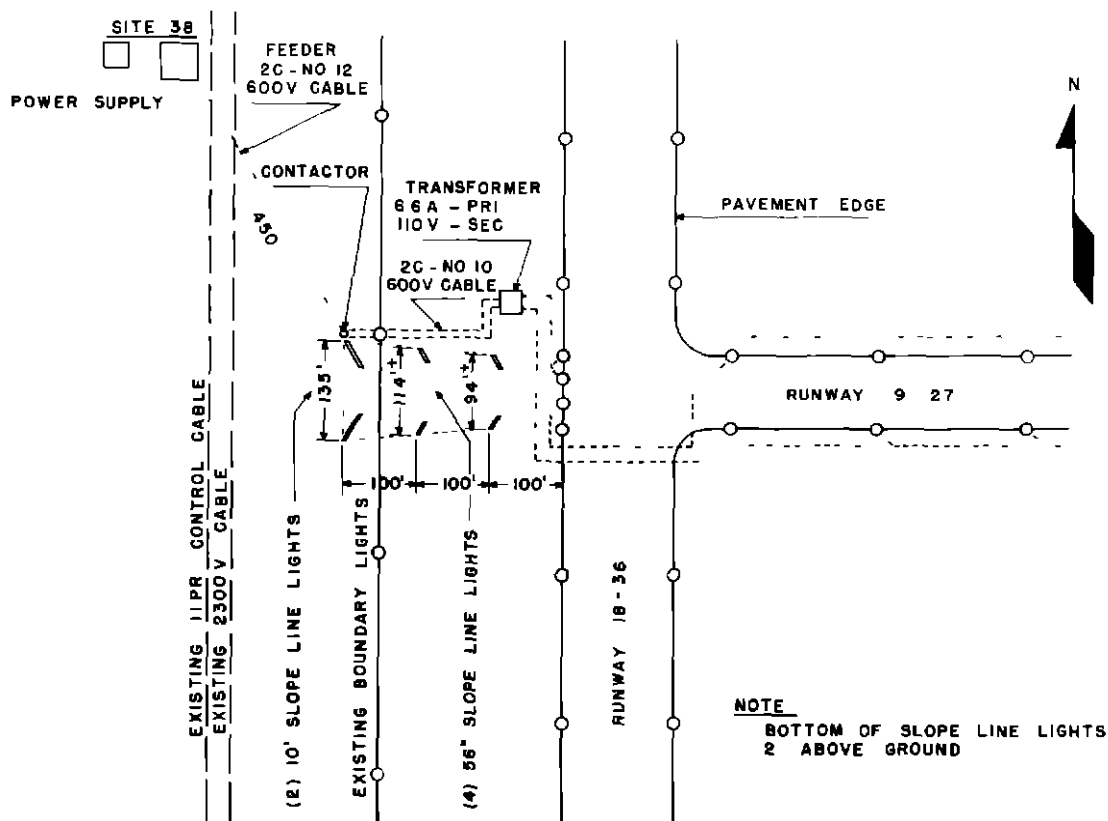 SITE 38
POWER SUPPLY
FEEDER
2C - NO 12
600V CABLE
CONTACTOR
450
TRANSFORMER
6 6 A - PRI
110 V - SEC
2C - NO 10
600V CABLE
N
PAVEMENT EDGE
RUNWAY 9 27
135'
114'±
94'±
100'
100'
100'
EXISTING 11PR CONTROL CABLE
EXISTING 2300V CABLE
(2) 10' SLOPE LINE LIGHTS
EXISTING BOUNDARY LIGHTS
(4) 56" SLOPE LINE LIGHTS
RUNWAY 18-36
NOTE
BOTTOM OF SLOPE LINE LIGHTS
2 ABOVE GROUND